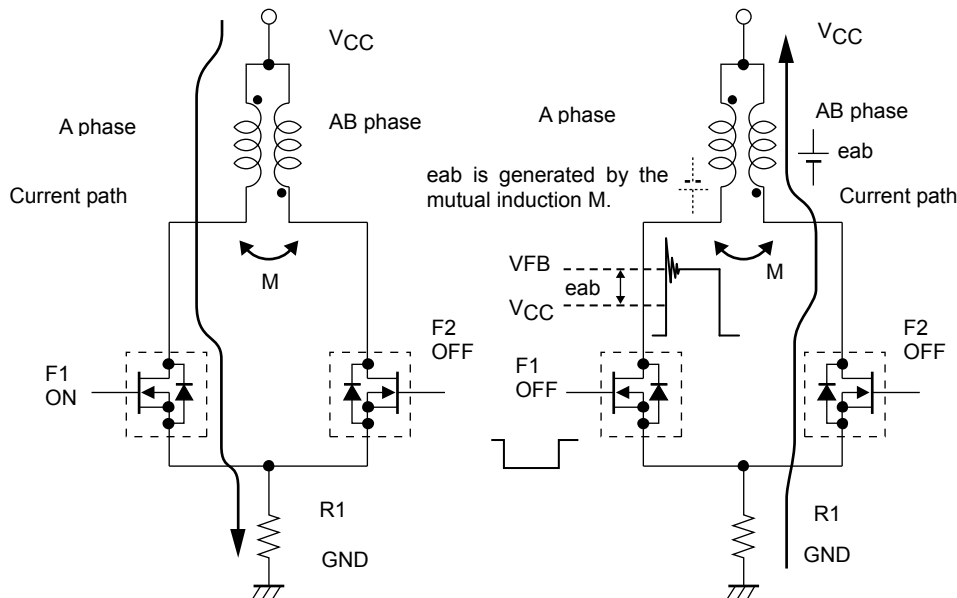 VCC
A phase
AB phase
Current path
M
F1
ON
F2
OFF
R1
GND
VCC
A phase
AB phase
eab
eab is generated by the
mutual induction M.
Current path
M
VFB
eab
VCC
F1
OFF
F2
OFF
R1
GND